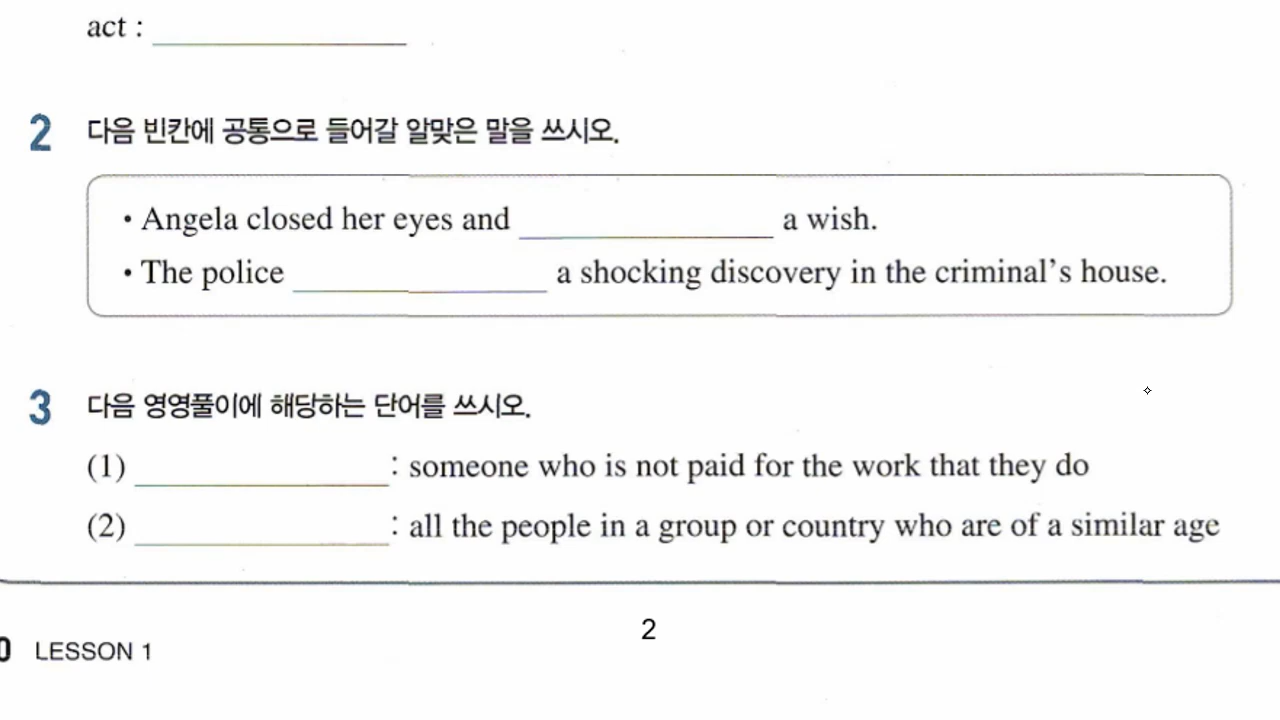 act : 
2 다음 빈칸에 공통으로 들어갈 알맞은 말을 쓰시오.
• Angela closed her eyes and ____________ a wish.
• The police ____________ a shocking discovery in the criminal's house.
3 다음 영영풀이에 해당하는 단어를 쓰시오.
(1) ____________ : someone who is not paid for the work that they do
(2) ____________ : all the people in a group or country who are of a similar age
2
0 LESSON 1